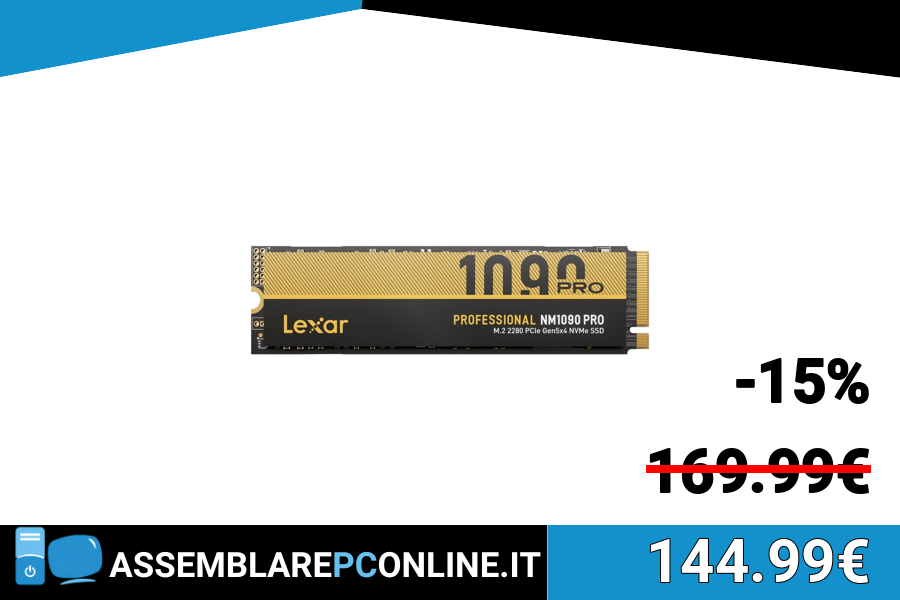 1090
PRO
Lexar
PROFESSIONAL NM1090 PRO
M.2 2280 PCIe Gen5x4 NVMe SSD
-15%
169.99€
ASSEMBLAREPCONLINE.IT
144.99€